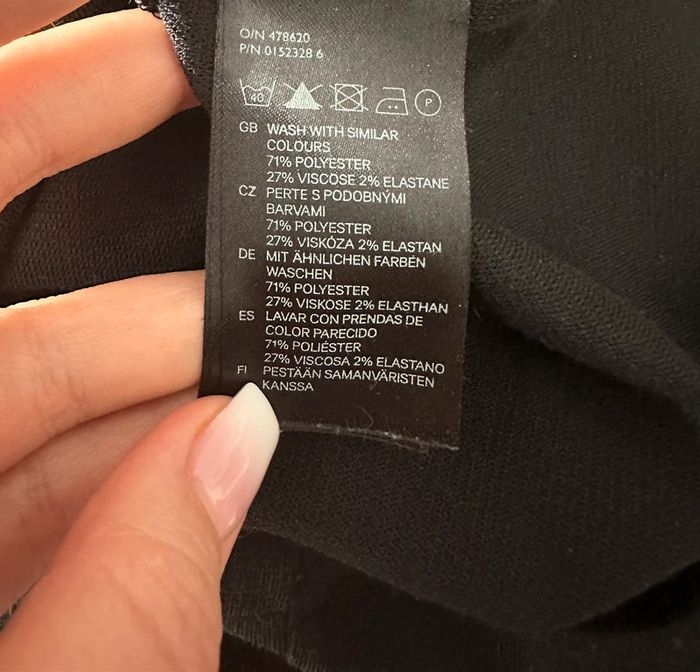 O/N 478620
P/N 0152328 6
40 P
GB WASH WITH SIMILAR
COLOURS
71% POLYESTER
27% VISCOSE 2% ELASTANE
CZ PERTE S PODOBNÝMI
BARVAMI
71% POLYESTER
27% VISKÓZA 2% ELASTAN
DE MIT ÄHNLICHEN FARBEN
WASCHEN
71% POLYESTER
27% VISKOSE 2% ELASTHAN
ES LAVAR CON PRENDAS DE
COLOR PARECIDO
71% POLIÉSTER
27% VISCOSA 2% ELASTANO
FI PESTÄÄN SAMANVÄRISTEN
KANSSA